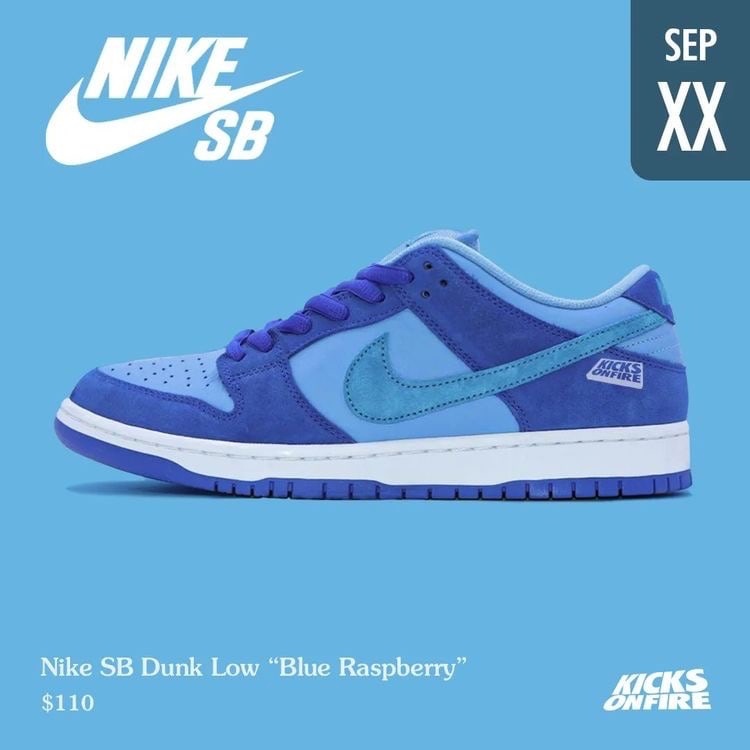 NIKE
SB
SEP
XX
KICKS
ONFIRE
Nike SB Dunk Low “Blue Raspberry”
$110
KICKS
ONFIRE